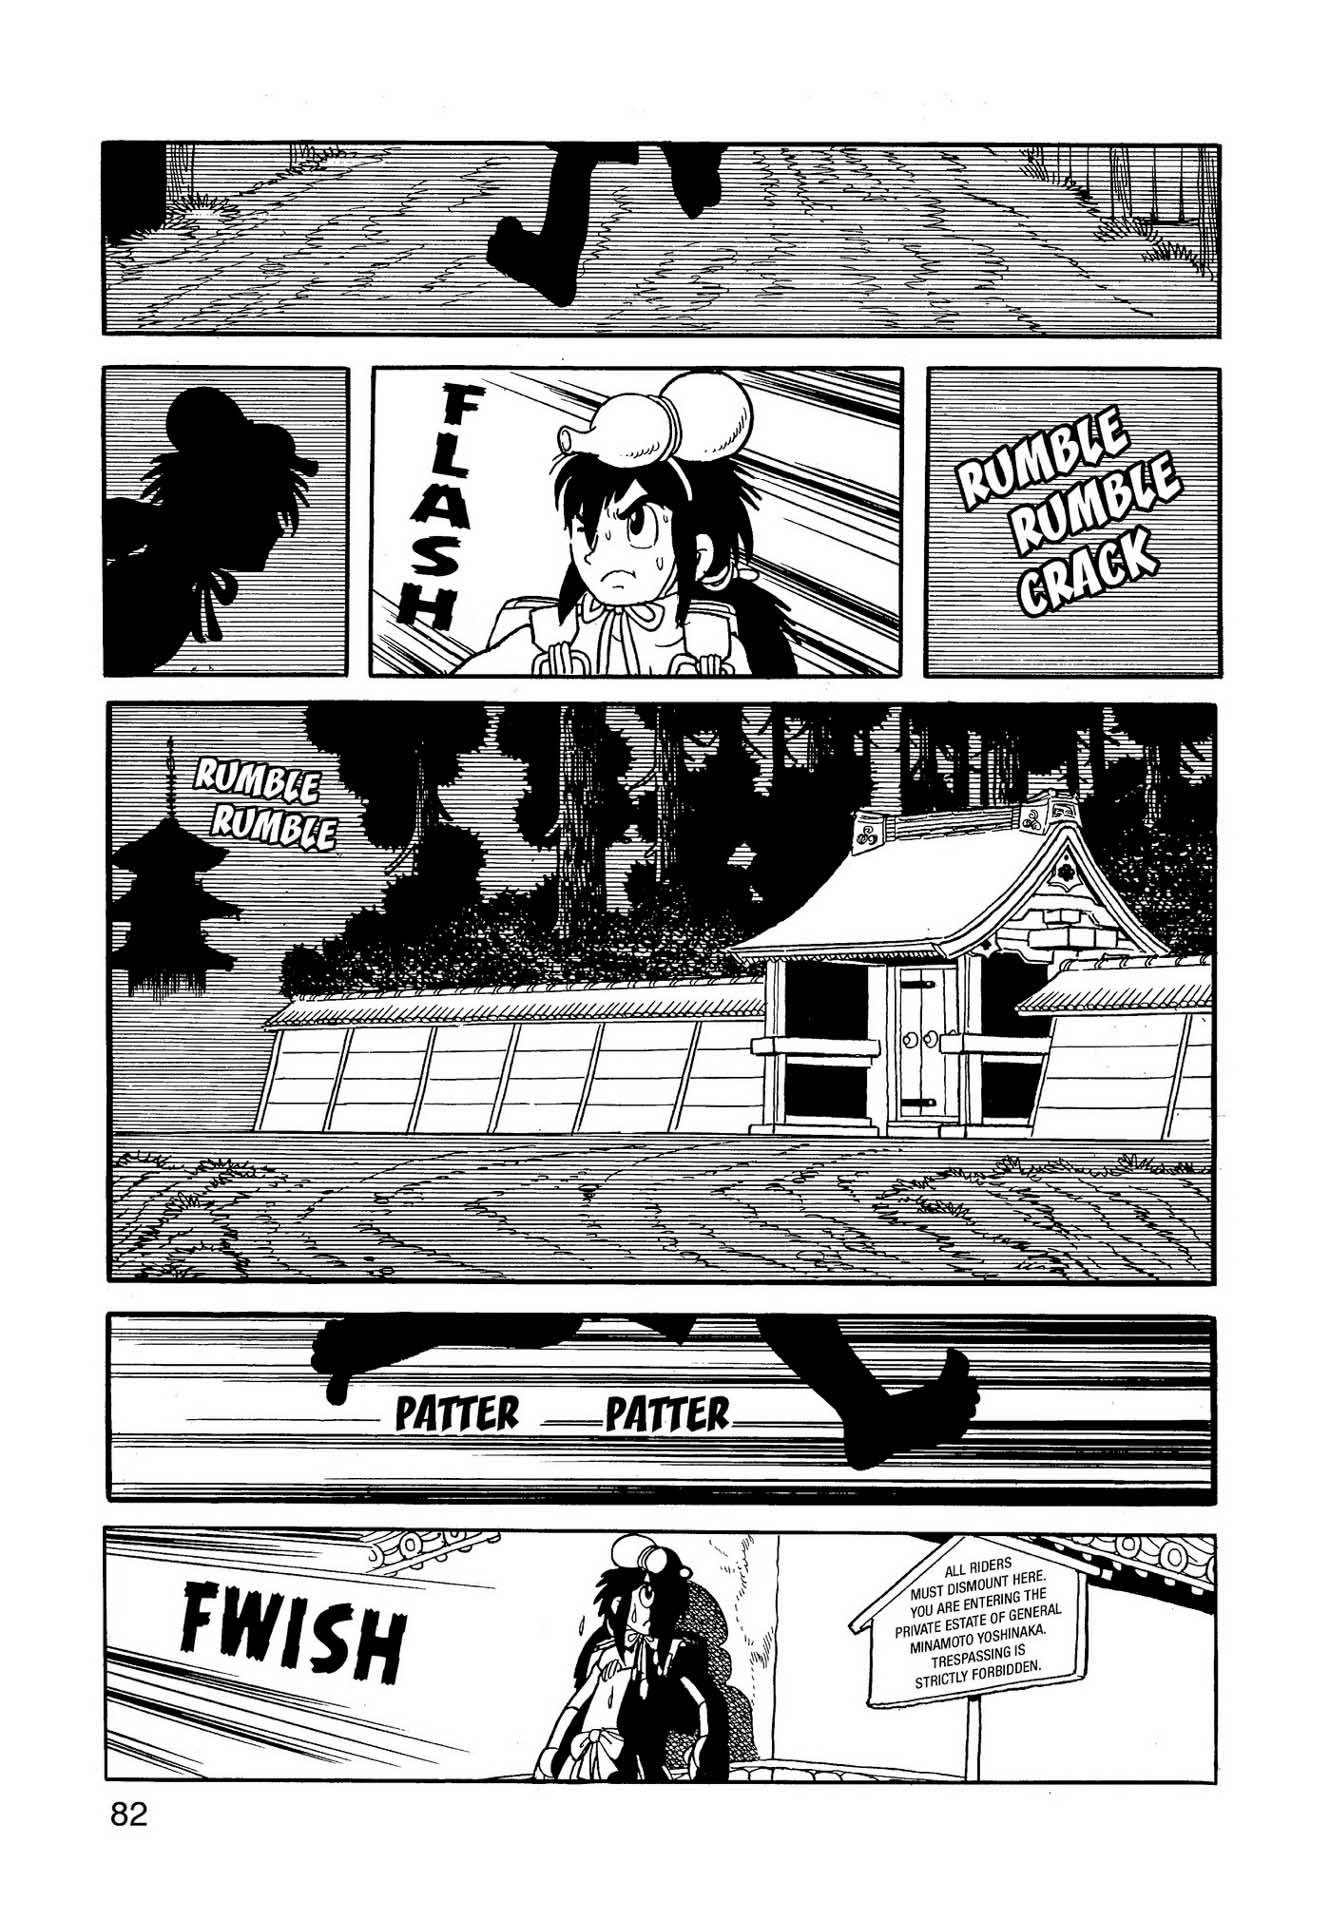 FLASH
RUMBLE
RUMBLE
CRACK
RUMBLE
RUMBLE
PATTER
PATTER
FWISH
ALL RIDERS
MUST DISMOUNT HERE.
YOU ARE ENTERING THE
PRIVATE ESTATE OF GENERAL
MINAMOTO YOSHINAKA.
TRESPASSING IS
STRICTLY FORBIDDEN.
82